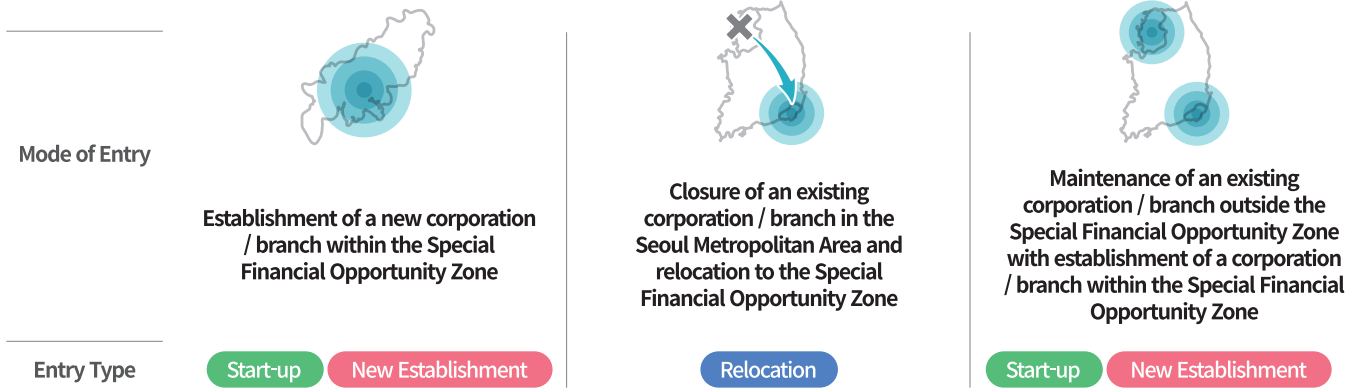 Mode of Entry
Establishment of a new corporation
/ branch within the Special
Financial Opportunity Zone
Closure of an existing
corporation / branch in the
Seoul Metropolitan Area and
relocation to the Special
Financial Opportunity Zone
Maintenance of an existing
corporation / branch outside the
Special Financial Opportunity Zone
with establishment of a corporation
/ branch within the Special Financial
Opportunity Zone
Entry Type
Start-up
New Establishment
Relocation
Start-up
New Establishment